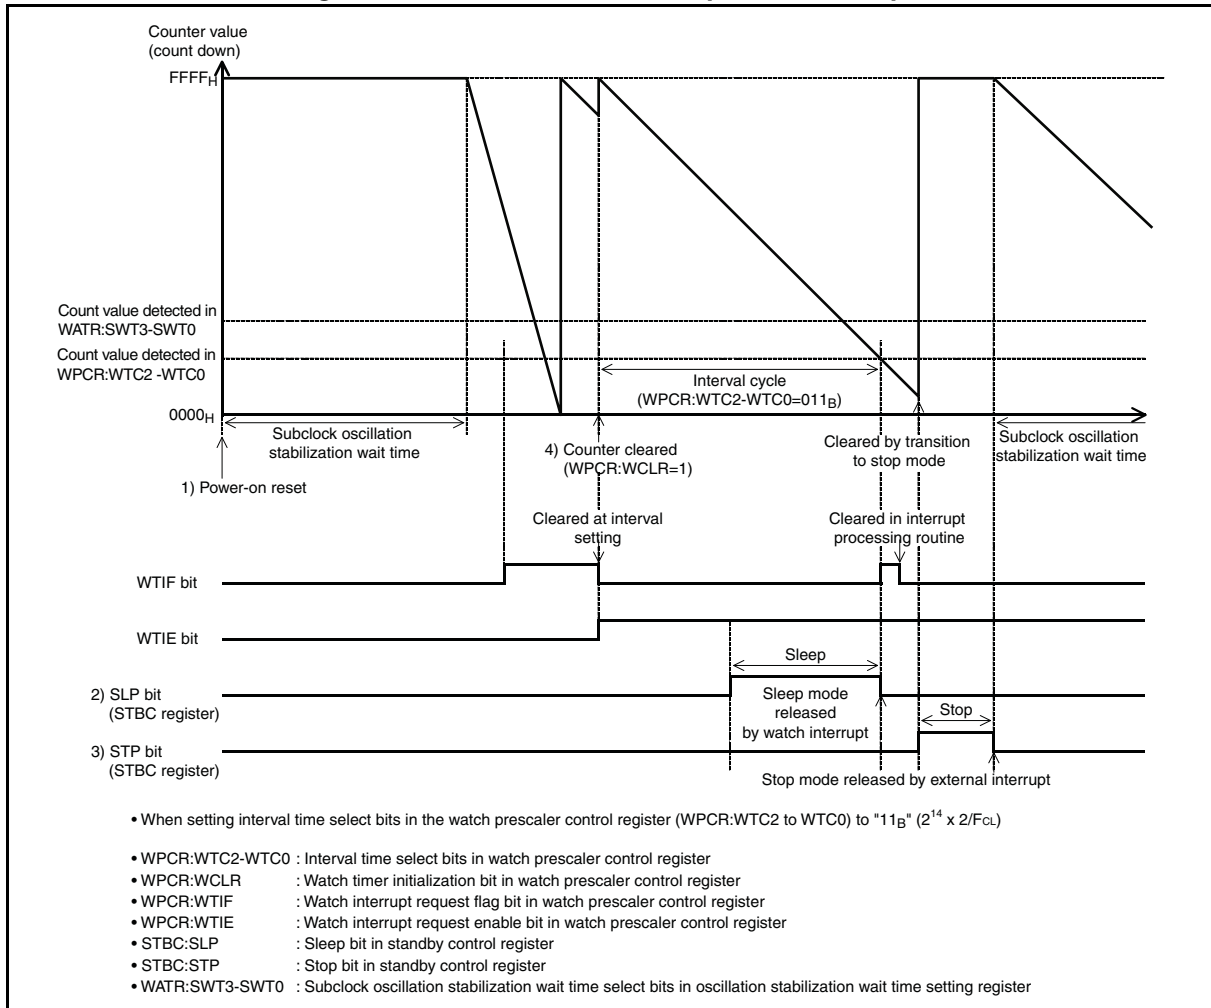 Counter value
(count down)
FFFFH
Count value detected in
WATR:SWT3-SWT0
Count value detected in
WPCR:WTC2 -WTC0
Interval cycle
(WPCR:WTC2-WTC0=011B)
0000H
Subclock oscillation
stabilization wait time
4) Counter cleared
(WPCR:WCLR=1)
Cleared by transition
to stop mode
Subclock oscillation
stabilization wait time
1) Power-on reset
Cleared at interval
setting
Cleared in interrupt
processing routine
WTIF bit
WTIE bit
Sleep
2) SLP bit
(STBC register)
Sleep mode
released
by watch interrupt
Stop
3) STP bit
(STBC register)
Stop mode released by external interrupt
• When setting interval time select bits in the watch prescaler control register (WPCR:WTC2 to WTC0) to "11B" (2^14 x 2/FCL)
• WPCR:WTC2-WTC0 : Interval time select bits in watch prescaler control register
• WPCR:WCLR : Watch timer initialization bit in watch prescaler control register
• WPCR:WTIF : Watch interrupt request flag bit in watch prescaler control register
• WPCR:WTIE : Watch interrupt request enable bit in watch prescaler control register
• STBC:SLP : Sleep bit in standby control register
• STBC:STP : Stop bit in standby control register
• WATR:SWT3-SWT0 : Subclock oscillation stabilization wait time select bits in oscillation stabilization wait time setting register